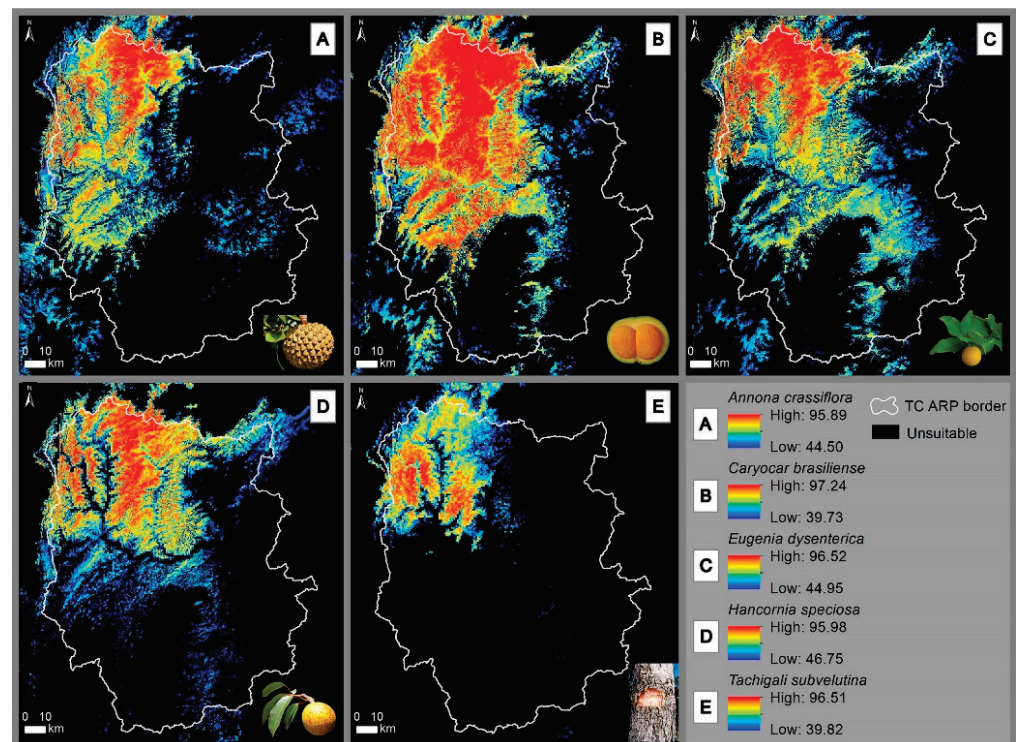 N
A
0 10
km
N
B
0 10
km
N
C
0 10
km
N
D
0 10
km
N
E
0 10
km
A
Annona crassiflora
High: 95.89
Low: 44.50
TC ARP border
Unsuitable
B
Caryocar brasiliense
High: 97.24
Low: 39.73
C
Eugenia dysenterica
High: 96.52
Low: 44.95
D
Hancornia speciosa
High: 95.98
Low: 46.75
E
Tachigali subvelutina
High: 96.51
Low: 39.82